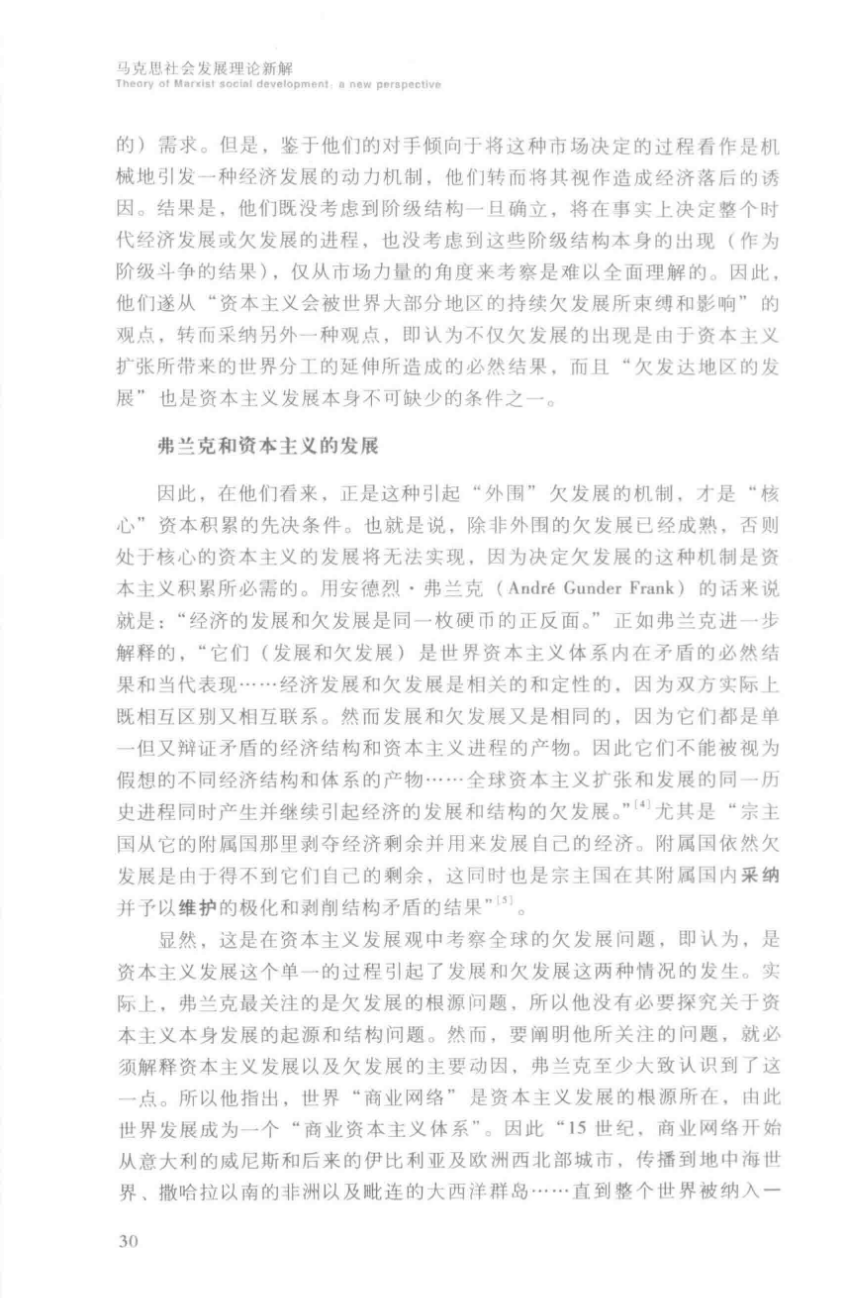 马克思社会发展理论新解
Theory of Marxist social development: a new perspective
的）需求。但是，鉴于他们的对手倾向于将这种市场决定的过程看作是机
械地引发一种经济发展的动力机制，他们转而将其视作造成经济落后的诱
因。结果是，他们既没考虑到阶级结构一旦确立，将在事实上决定整个时
代经济发展或欠发展的进程，也没考虑到这些阶级结构本身的出现（作为
阶级斗争的结果），仅从市场力量的角度来考察是难以全面理解的。因此，
他们遂从“资本主义会被世界大部分地区的持续欠发展所束缚和影响”的
观点，转而采纳另外一种观点，即认为不仅欠发展的出现是由于资本主义
扩张所带来的世界分工的延伸所造成的必然结果，而且“欠发达地区的发
展”也是资本主义发展本身不可缺少的条件之一。
弗兰克和资本主义的发展
因此，在他们看来，正是这种引起“外围”欠发展的机制，才是“核
心”资本积累的先决条件。也就是说，除非外围的欠发展已经成熟，否则
处于核心的资本主义的发展将无法实现，因为决定欠发展的这种机制是资
本主义积累所必需的。用安德烈·弗兰克（André Gunder Frank）的话来说
就是：“经济的发展和欠发展是同一枚硬币的正反面。”正如弗兰克进一步
解释的，“它们（发展和欠发展）是世界资本主义体系内在矛盾的必然结
果和当代表现……经济发展和欠发展是相关的和定性的，因为双方实际上
既相互区别又相互联系。然而发展和欠发展又是相同的，因为它们都是单
一但又辩证矛盾的经济结构和资本主义进程的产物。因此它们不能被视为
假想的不同经济结构和体系的产物……全球资本主义扩张和发展的同一历
史进程同时产生并继续引起经济的发展和结构的欠发展。”[4]尤其是“宗主
国从它的附属国那里剥夺经济剩余并用来发展自己的经济。附属国依然欠
发展是由于得不到它们自己的剩余，这同时也是宗主国在其附属国内采纳
并予以维护的极化和剥削结构矛盾的结果”[5]。
显然，这是在资本主义发展观中考察全球的欠发展问题，即认为，是
资本主义发展这个单一的过程引起了发展和欠发展这两种情况的发生。实
际上，弗兰克最关注的是欠发展的根源问题，所以他没有必要探究关于资
本主义本身发展的起源和结构问题。然而，要阐明他所关注的问题，就必
须解释资本主义发展以及欠发展的主要动因，弗兰克至少大致认识到了这
一点。所以他指出，世界“商业网络”是资本主义发展的根源所在，由此
世界发展成为一个“商业资本主义体系”。因此“15 世纪，商业网络开始
从意大利的威尼斯和后来的伊比利亚及欧洲西北部城市，传播到地中海世
界、撒哈拉以南的非洲以及毗连的大西洋群岛……直到整个世界被纳入一
30